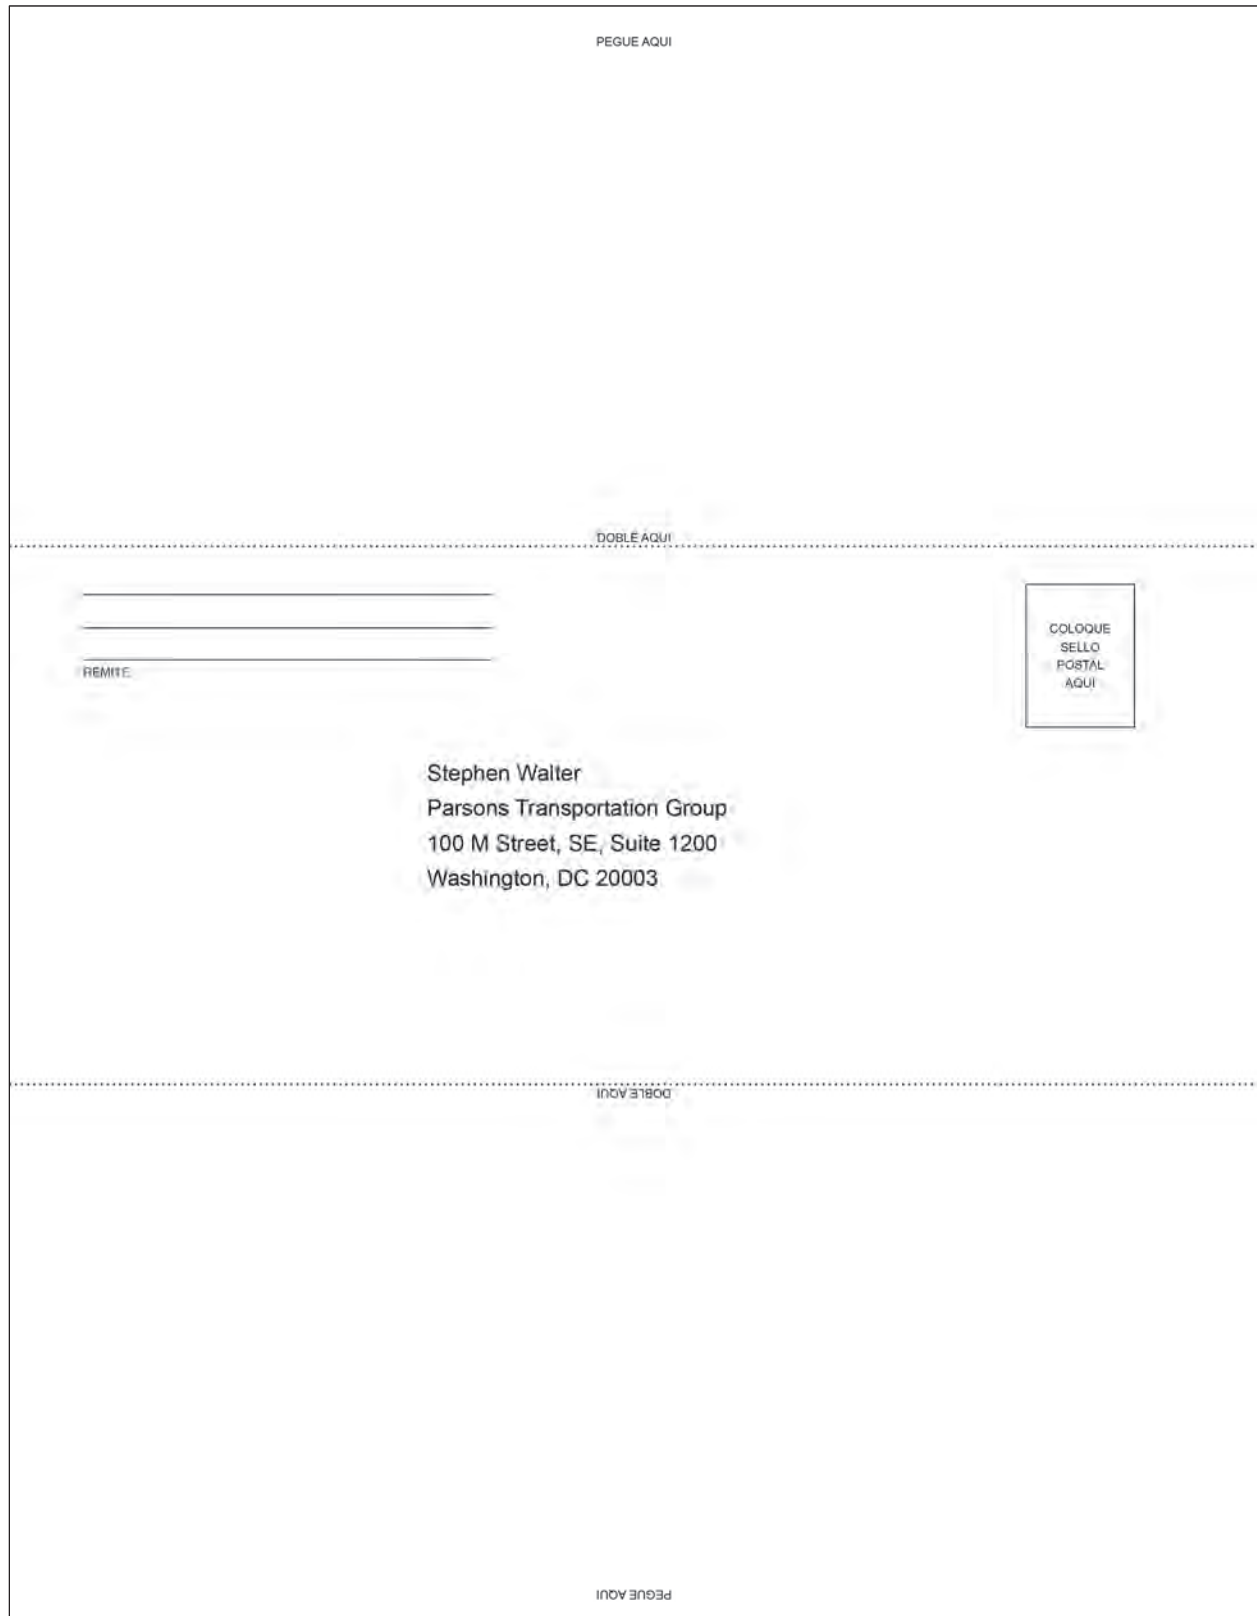 PEGUE AQUI
DOBLE AQUI
REMITE
COLOQUE
SELLO
POSTAL
AQUI
Stephen Walter
Parsons Transportation Group
100 M Street, SE, Suite 1200
Washington, DC 20003
DOBLE AQUI
PEGUE AQUI